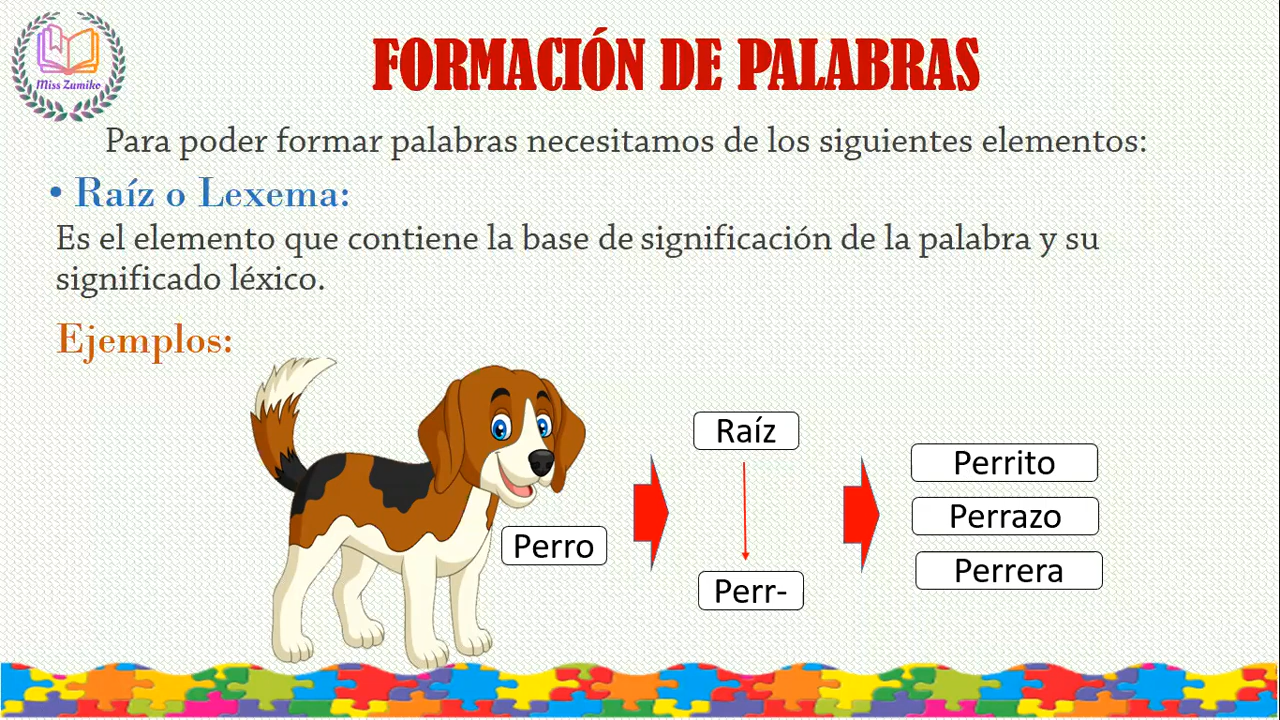 Miss Zumiko
FORMACIÓN DE PALABRAS
Para poder formar palabras necesitamos de los siguientes elementos:
• Raíz o Lexema:
Es el elemento que contiene la base de significación de la palabra y su
significado léxico.
Ejemplos:
Perro
Raíz
Perr-
Perrito
Perrazo
Perrera